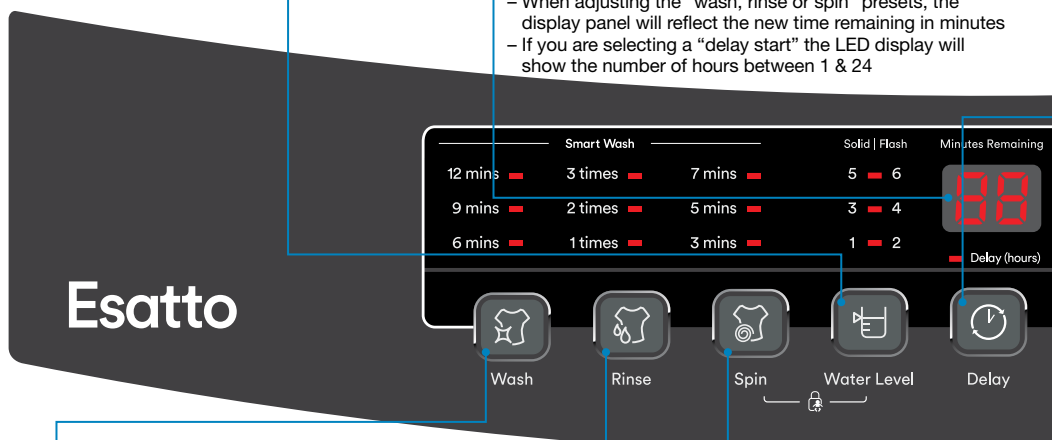 – When adjusting the “wash, rinse or spin” presets, the
display panel will reflect the new time remaining in minutes
– If you are selecting a “delay start” the LED display will
show the number of hours between 1 & 24
Smart Wash Solid | Flash Minutes Remaining
12 mins 3 times 7 mins 5 6
9 mins 2 times 5 mins 3 4
6 mins 1 times 3 mins 1 2
88
Delay (hours)
Esatto
Wash Rinse Spin Water Level Delay